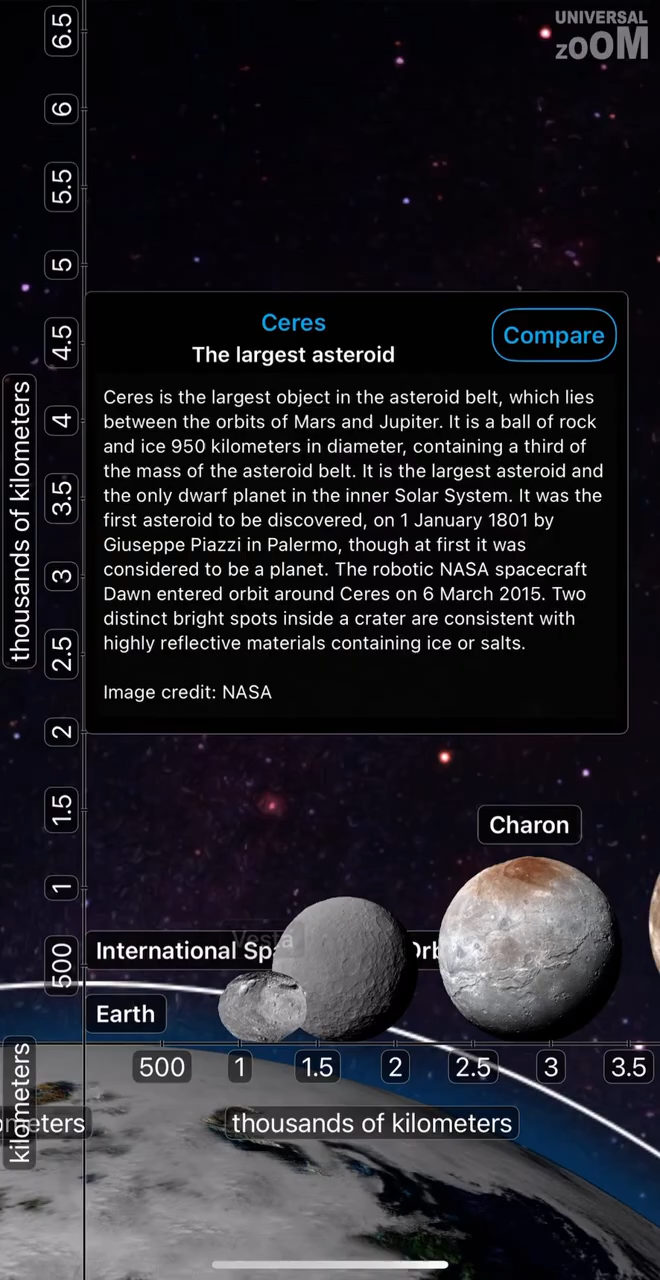 UNIVERSAL
zoOM
6.5
6
5.5
5
4.5
4
3.5
3
2.5
2
1.5
1
500
thousands of kilometers
kilometers
Ceres
Compare
The largest asteroid
Ceres is the largest object in the asteroid belt, which lies
between the orbits of Mars and Jupiter. It is a ball of rock
and ice 950 kilometers in diameter, containing a third of
the mass of the asteroid belt. It is the largest asteroid and
the only dwarf planet in the inner Solar System. It was the
first asteroid to be discovered, on 1 January 1801 by
Giuseppe Piazzi in Palermo, though at first it was
considered to be a planet. The robotic NASA spacecraft
Dawn entered orbit around Ceres on 6 March 2015. Two
distinct bright spots inside a crater are consistent with
highly reflective materials containing ice or salts.
Image credit: NASA
Charon
Vesta
International Sp
Orb
Earth
500 1 1.5 2 2.5 3 3.5
meters
thousands of kilometers